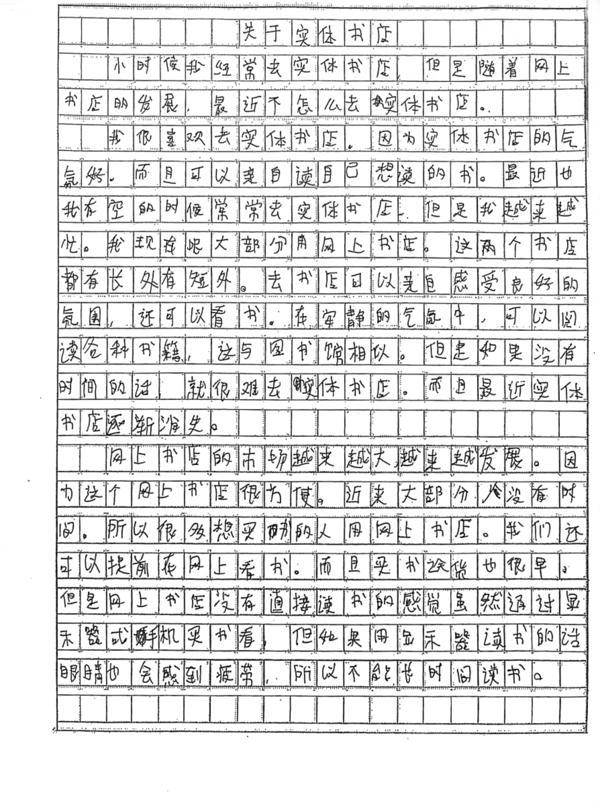 关于实体书店
小时候我经常去实体书店，但是随着网上
书店的发展，最近不怎么去实体书店。
我很喜欢去实体书店。因为实体书店的气
氛好。而且可以亲自读自己想读的书。最近也
我有空的时候常常去实体书店，但是我越来越
忙。我现在很大部分用网上书店。这两个书店
都有长外有短外。去书店可以亲自感受良好的
氛围，还可以看书。在安静的气氛中，可以阅
读各种书籍，这与图书馆相似。但是如果没有
时间的话，就很难去实体书店。而且最近实体
书店逐渐消失。
网上书店的市场越来越大，越来越发展。因
为这个网上书店很方便。近来大部分人没有时
间。所以很多想买书的人用网上书店。我们还
可以提前在网上看书。而且买书送货也很早。
但是网上书店没有直接读书的感觉虽然通过显
示器或手机买书看，但如果用显示器读书的话
眼睛也会感到疲劳，所以不能长时间读书。